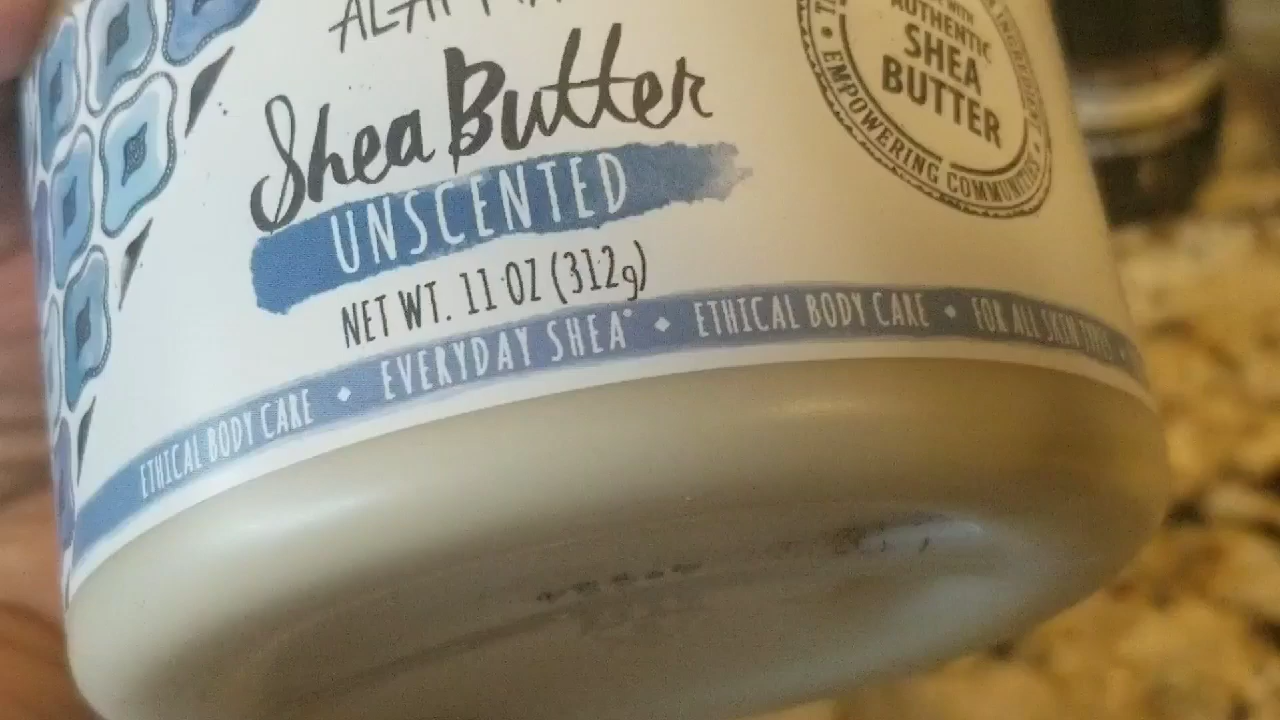 Shea Butter
UNSCENTED
NET WT. 11 OZ (312g)
ETHICAL BODY CARE • EVERYDAY SHEA • ETHICAL BODY CARE • FOR ALL SKIN TYPES
WITH
AUTHENTIC
SHEA
BUTTER
• EMPOWERING COMMUNITIES •